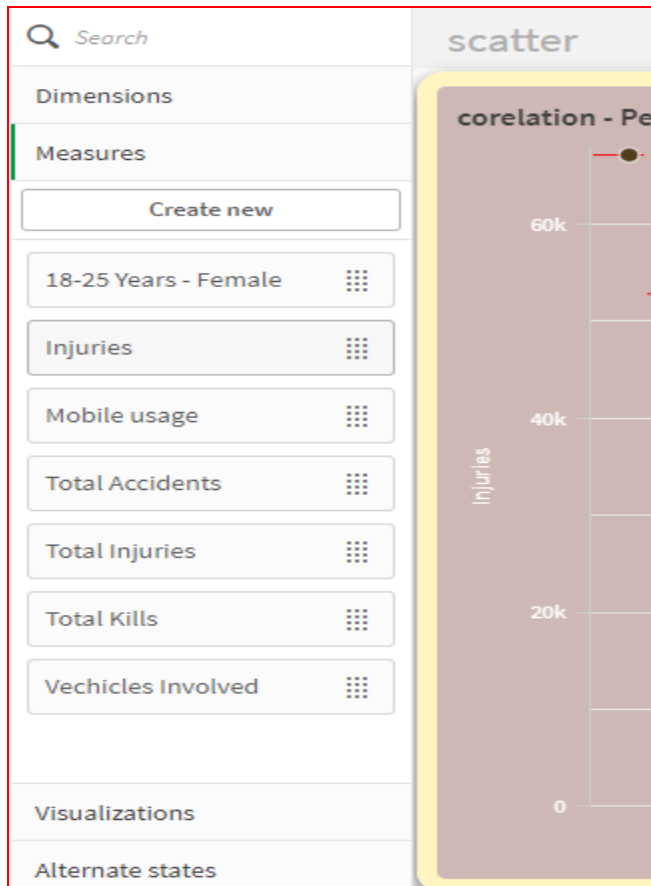 Search
Dimensions
Measures
Create new
18-25 Years - Female
Injuries
Mobile usage
Total Accidents
Total Injuries
Total Kills
Vechicles Involved
Visualizations
Alternate states
scatter
corelation - Pe
60k
40k
Injuries
20k
0